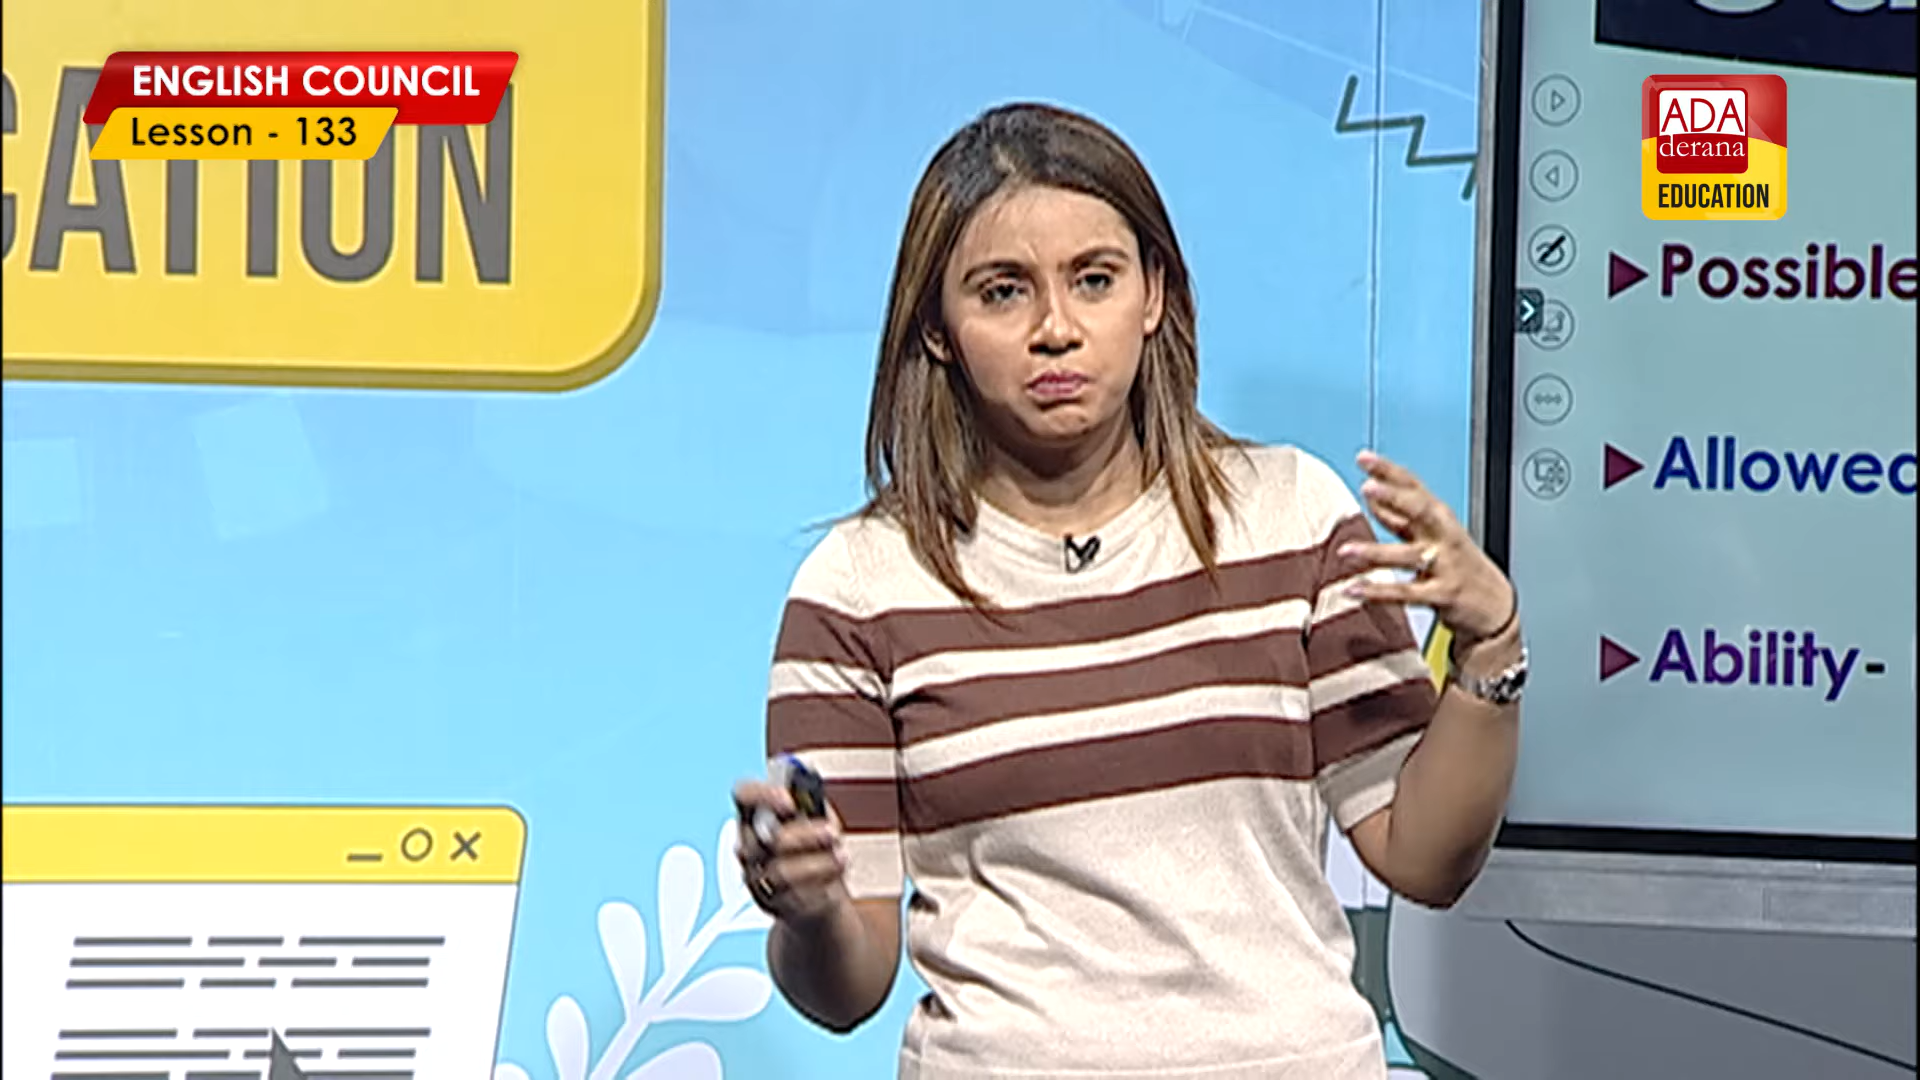 ENGLISH COUNCIL
Lesson - 133
CATION
ADA
derana
EDUCATION
Possible
Allowed
Ability-